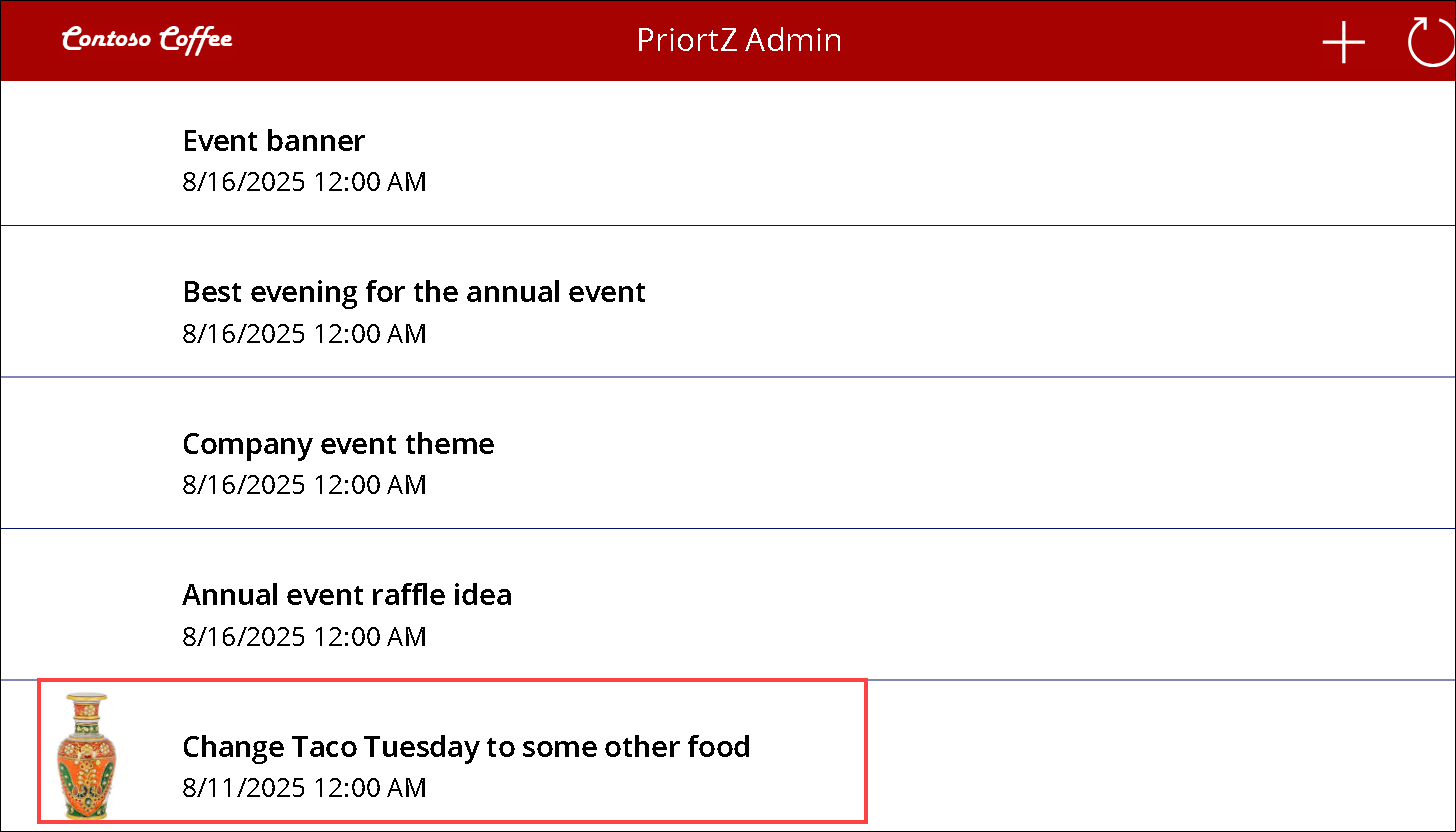 Contoso Coffee
PriortZ Admin
Event banner
8/16/2025 12:00 AM
Best evening for the annual event
8/16/2025 12:00 AM
Company event theme
8/16/2025 12:00 AM
Annual event raffle idea
8/16/2025 12:00 AM
Change Taco Tuesday to some other food
8/11/2025 12:00 AM